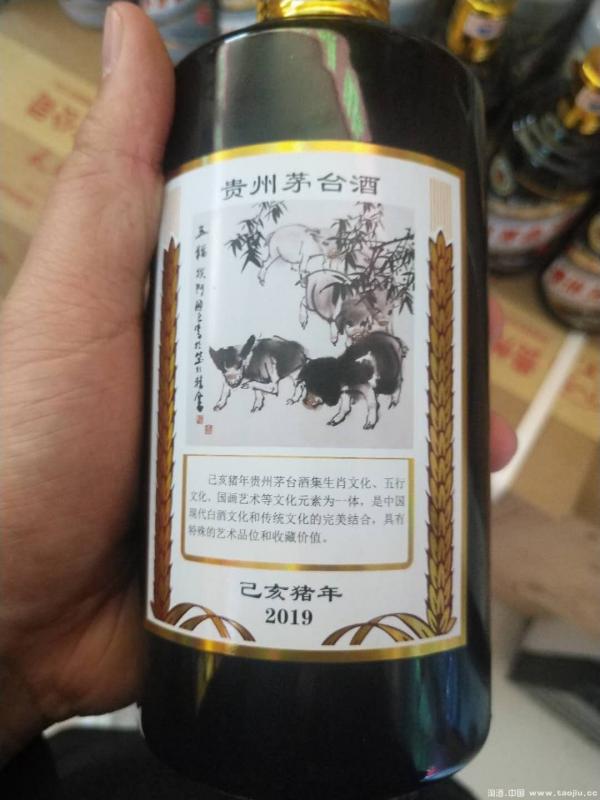 贵州茅台酒
五猪
己亥猪年贵州茅台酒集生肖文化、五行
文化、国画艺术等文化元素为一体，是中国
现代白酒文化和传统文化的完美结合，具有
特殊的艺术品位和收藏价值。
己亥猪年
2019
淘酒.中国 www.taojiu.cc